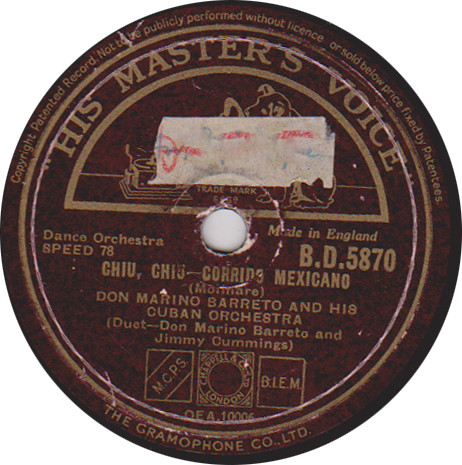 Copyright. Patented Record. Not to be publicly performed without licence or sold below price fixed by Patentees.
"HIS MASTER'S VOICE"
TRADE MARK
Dance Orchestra
SPEED 78
Made in England
B.D.5870
CHIU, CHIU—CORRIDO MEXICANO
DON MARINO BARRETO AND HIS
CUBAN ORCHESTRA
(Duet—Don Marino Barreto and
Jimmy Cummings)
M.C.P.S.
CHAPPELL & CO LTD
LONDON
B.I.E.M.
OEA.10006
THE GRAMOPHONE CO., LTD.